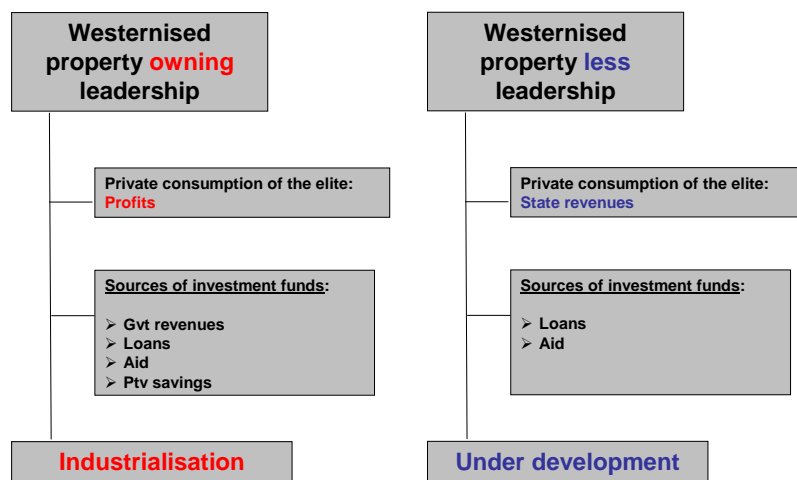 Westernised
property owning
leadership
Private consumption of the elite:
Profits
Sources of investment funds:
➢ Gvt revenues
➢ Loans
➢ Aid
➢ Ptv savings
Industrialisation
Westernised
property less
leadership
Private consumption of the elite:
State revenues
Sources of investment funds:
➢ Loans
➢ Aid
Under development